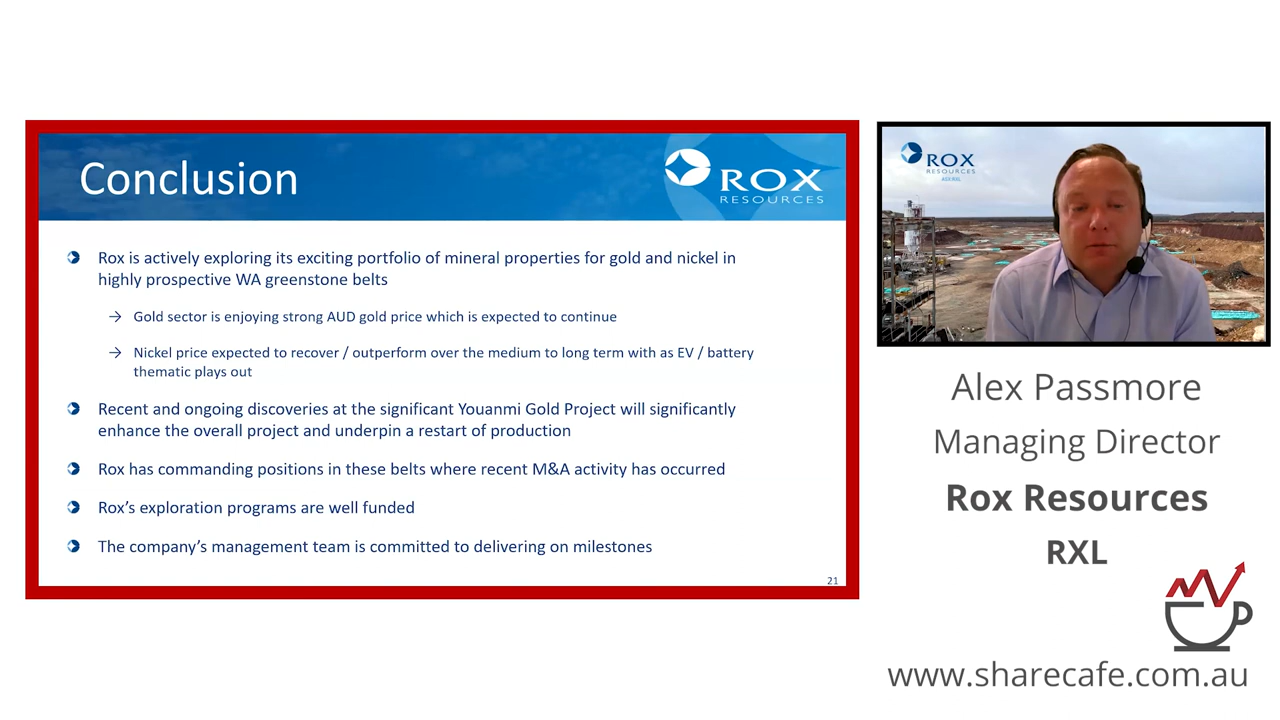 Conclusion
ROX
RESOURCES
Rox is actively exploring its exciting portfolio of mineral properties for gold and nickel in
highly prospective WA greenstone belts
→ Gold sector is enjoying strong AUD gold price which is expected to continue
→ Nickel price expected to recover / outperform over the medium to long term with as EV / battery
thematic plays out
Recent and ongoing discoveries at the significant Youanmi Gold Project will significantly
enhance the overall project and underpin a restart of production
Rox has commanding positions in these belts where recent M&A activity has occurred
Rox’s exploration programs are well funded
The company’s management team is committed to delivering on milestones
21
ROX
RESOURCES
ASX:RXL
Alex Passmore
Managing Director
Rox Resources
RXL
www.sharecafe.com.au